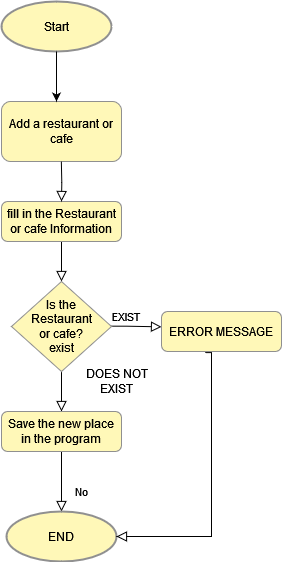 Start
Add a restaurant or
cafe
fill in the Restaurant
or cafe Information
Is the
Restaurant
or cafe?
exist
EXIST
ERROR MESSAGE
DOES NOT
EXIST
Save the new place
in the program
No
END